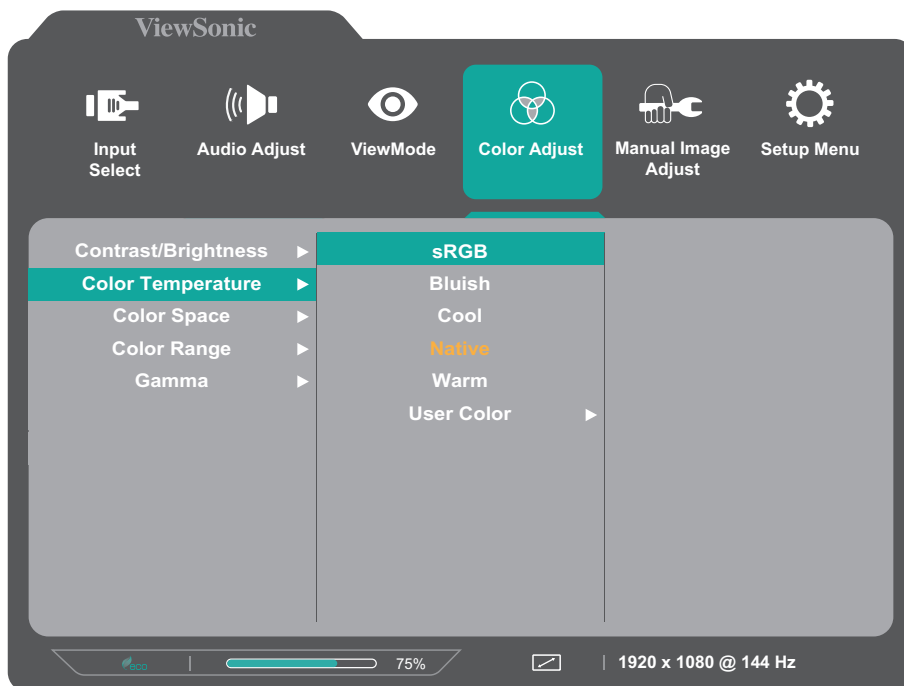 ViewSonic
Input Select
Audio Adjust
ViewMode
Color Adjust
Manual Image Adjust
Setup Menu
Contrast/Brightness
sRGB
Color Temperature
Bluish
Color Space
Cool
Color Range
Native
Gamma
Warm
User Color
eco
75%
1920 x 1080 @ 144 Hz